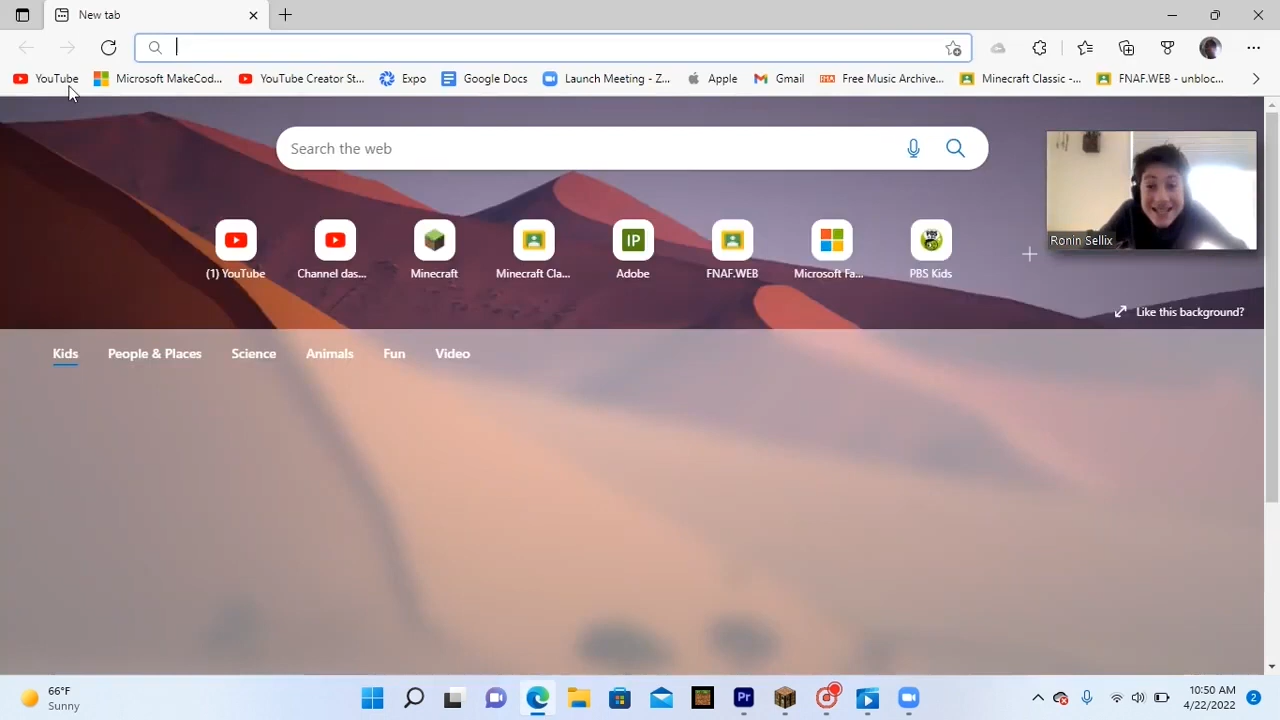 New tab
YouTube Microsoft MakeCod... YouTube Creator St... Expo Google Docs Launch Meeting - Z... Apple Gmail Free Music Archive... Minecraft Classic -... FNAF.WEB - unbloc...
Search the web
Ronin Sellix
(1) YouTube Channel das... Minecraft Minecraft Cla... Adobe FNAF.WEB Microsoft Fa... PBS Kids
IP
Like this background?
Kids People & Places Science Animals Fun Video
66°F
Sunny
Pr
10:50 AM
4/22/2022
2